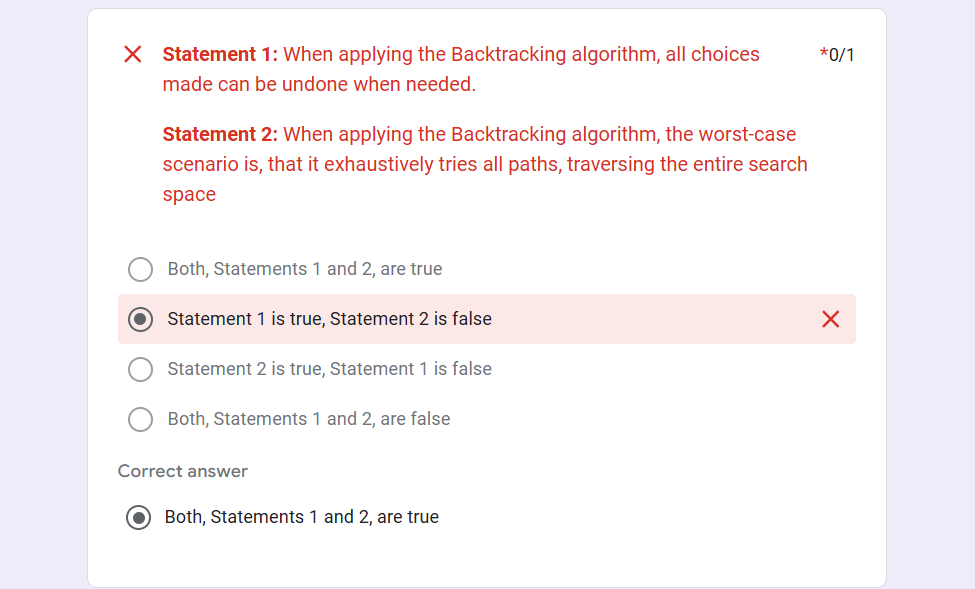 Statement 1: When applying the Backtracking algorithm, all choices
*0/1
made can be undone when needed.
Statement 2: When applying the Backtracking algorithm, the worst-case
scenario is, that it exhaustively tries all paths, traversing the entire search
space
Both, Statements 1 and 2, are true
Statement 1 is true, Statement 2 is false
Statement 2 is true, Statement 1 is false
Both, Statements 1 and 2, are false
Correct answer
Both, Statements 1 and 2, are true